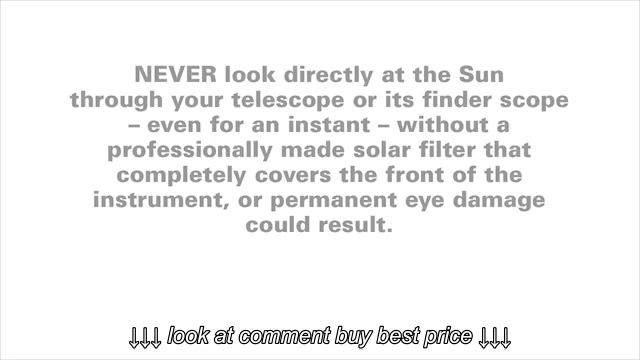 NEVER look directly at the Sun
through your telescope or its finder scope
– even for an instant – without a
professionally made solar filter that
completely covers the front of the
instrument, or permanent eye damage
could result.
↓↓↓ look at comment buy best price ↓↓↓